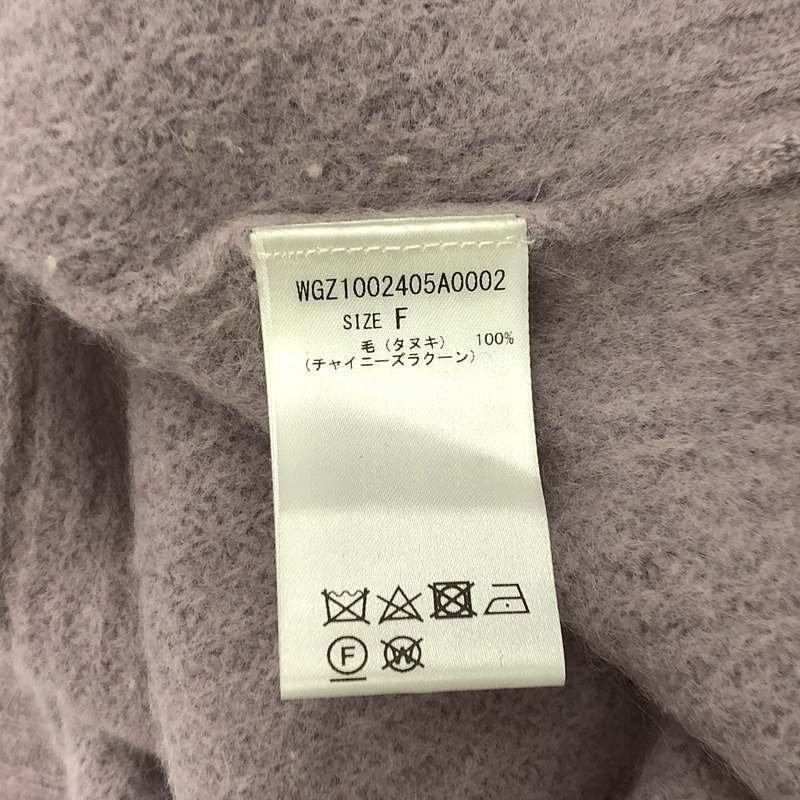 WGZ1002405A0002
SIZE F
毛（タヌキ） 100%
（チャイニーズラクーン）
F W